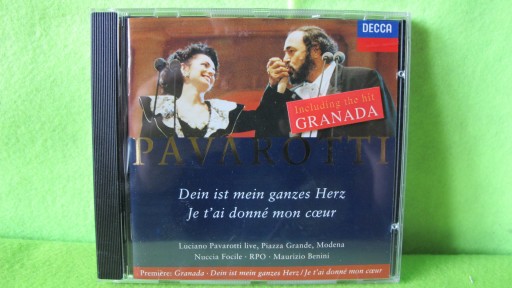 DECCA
Including the hit
GRANADA
PAVAROTTI
Dein ist mein ganzes Herz
Je t'ai donné mon cœur
Luciano Pavarotti live, Piazza Grande, Modena
Nuccia Focile · RPO · Maurizio Benini
Première: Granada · Dein ist mein ganzes Herz / Je t'ai donné mon cœur